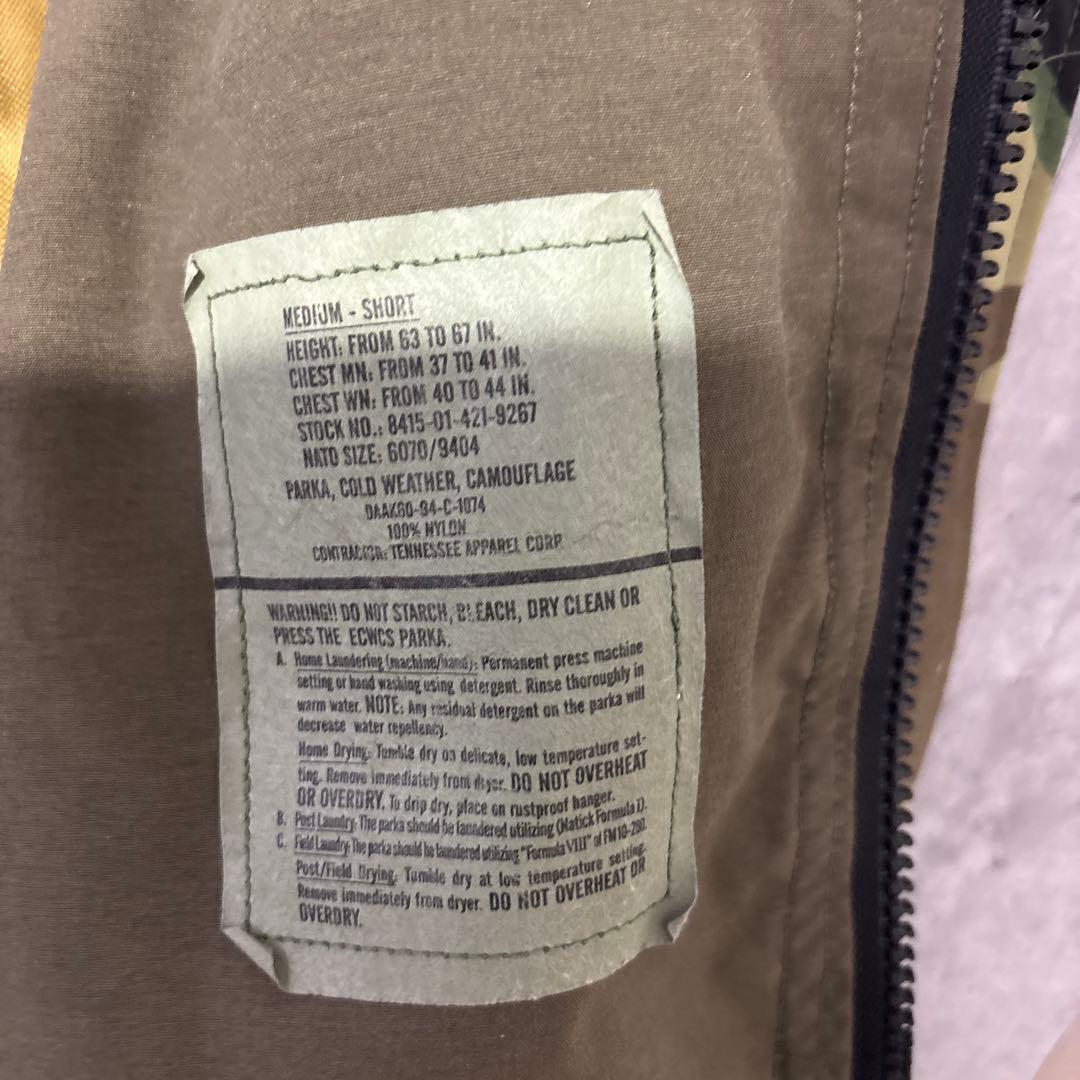 MEDIUM - SHORT
HEIGHT: FROM 63 TO 67 IN.
CHEST MN: FROM 37 TO 41 IN.
CHEST WN: FROM 40 TO 44 IN.
STOCK NO.: 8415-01-421-9267
NATO SIZE: 6070/9404
PARKA, COLD WEATHER, CAMOUFLAGE
DAAK60-94-C-1074
100% NYLON
CONTRACTOR: TENNESSEE APPAREL CORP
WARNING!! DO NOT STARCH, BLEACH, DRY CLEAN OR
PRESS THE ECWCS PARKA.
A. Home Laundering (machine/hand): Permanent press machine
setting or hand washing using detergent. Rinse thoroughly in
warm water. NOTE: Any residual detergent on the parka will
decrease water repellency.
Home Drying: Tumble dry on delicate, low temperature set-
ting. Remove immediately from dryer. DO NOT OVERHEAT
OR OVERDRY. To drip dry, place on rustproof hanger.
B. Post Laundry: The parka should be laundered utilizing (Natick Formula I).
C. Field Laundry: The parka should be laundered utilizing "Formula VIII" of FM 10-280.
Post/Field Drying: Tumble dry at low temperature setting.
Remove immediately from dryer. DO NOT OVERHEAT OR
OVERDRY.